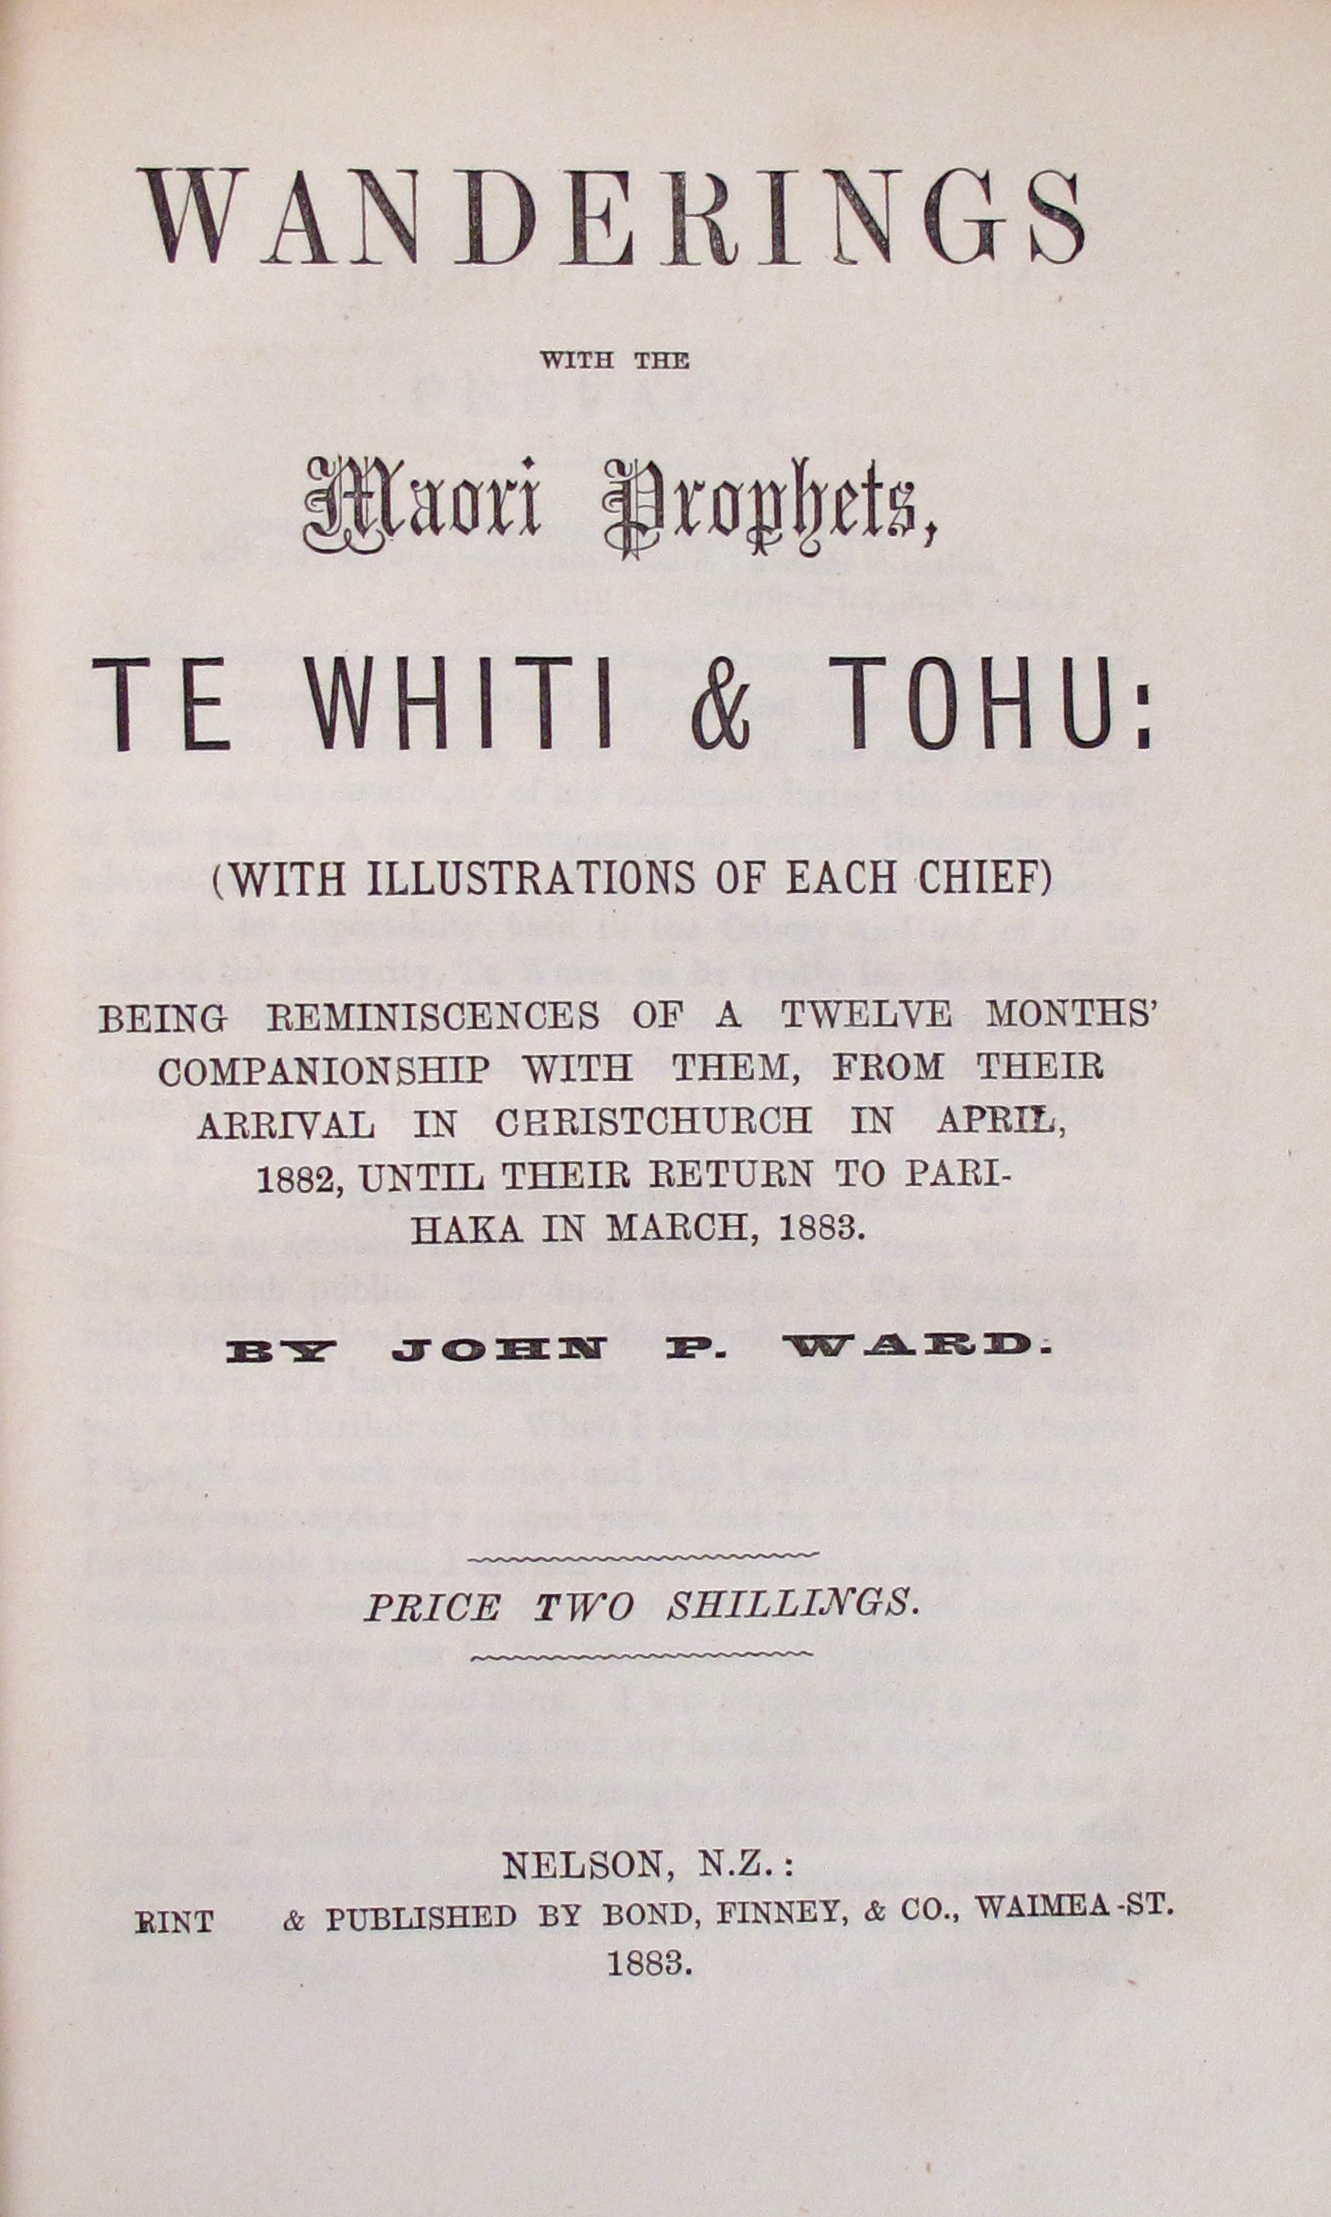 WANDERINGS
WITH THE
Maori Prophets,
TE WHITI & TOHU:
(WITH ILLUSTRATIONS OF EACH CHIEF)
BEING REMINISCENCES OF A TWELVE MONTHS'
COMPANIONSHIP WITH THEM, FROM THEIR
ARRIVAL IN CHRISTCHURCH IN APRIL,
1882, UNTIL THEIR RETURN TO PARI-
HAKA IN MARCH, 1883.
BY JOHN P. WARD.
PRICE TWO SHILLINGS.
NELSON, N.Z.:
RINT & PUBLISHED BY BOND, FINNEY, & CO., WAIMEA-ST.
1883.